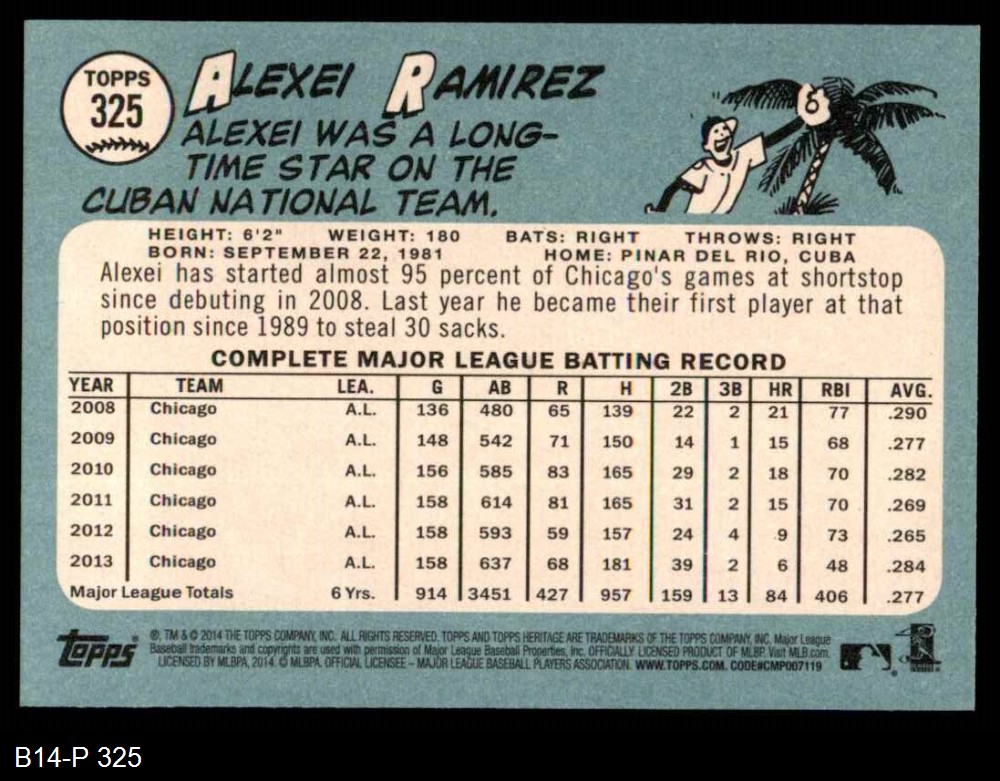 TOPPS
325
ALEXEI RAMIREZ
ALEXEI WAS A LONG-
TIME STAR ON THE
CUBAN NATIONAL TEAM.
HEIGHT: 6'2" WEIGHT: 180 BATS: RIGHT THROWS: RIGHT
BORN: SEPTEMBER 22, 1981 HOME: PINAR DEL RIO, CUBA
Alexei has started almost 95 percent of Chicago's games at shortstop
since debuting in 2008. Last year he became their first player at that
position since 1989 to steal 30 sacks.
COMPLETE MAJOR LEAGUE BATTING RECORD
YEAR TEAM LEA. G AB R H 2B 3B HR RBI AVG.
2008 Chicago A.L. 136 480 65 139 22 2 21 77 .290
2009 Chicago A.L. 148 542 71 150 14 1 15 68 .277
2010 Chicago A.L. 156 585 83 165 29 2 18 70 .282
2011 Chicago A.L. 158 614 81 165 31 2 15 70 .269
2012 Chicago A.L. 158 593 59 157 24 4 9 73 .265
2013 Chicago A.L. 158 637 68 181 39 2 6 48 .284
Major League Totals 6 Yrs. 914 3451 427 957 159 13 84 406 .277
topps
®, TM & © 2014 THE TOPPS COMPANY, INC. ALL RIGHTS RESERVED. TOPPS AND TOPPS HERITAGE ARE TRADEMARKS OF THE TOPPS COMPANY, INC. Major League
Baseball trademarks and copyrights are used with permission of Major League Baseball Properties, Inc. OFFICIALLY LICENSED PRODUCT OF MLBP. Visit MLB.com.
LICENSED BY MLBPA, 2014. © MLBPA. OFFICIAL LICENSEE – MAJOR LEAGUE BASEBALL PLAYERS ASSOCIATION. WWW.TOPPS.COM. CODE#CMP007119
B14-P 325